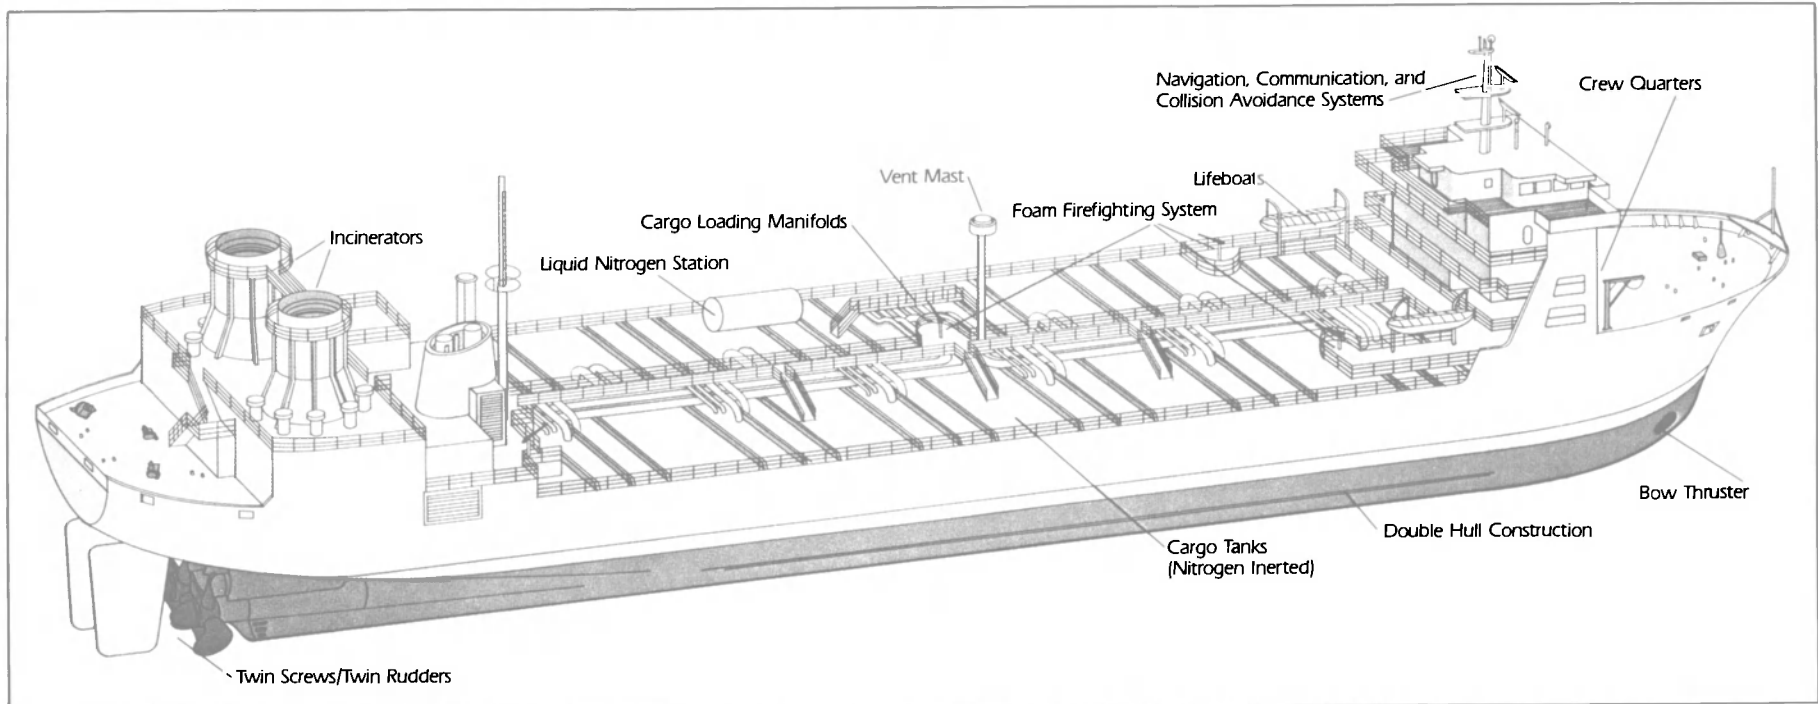 Navigation, Communication, and
Collision Avoidance Systems
Crew Quarters
Vent Mast
Lifeboats
Cargo Loading Manifolds
Foam Firefighting System
Incinerators
Liquid Nitrogen Station
Bow Thruster
Double Hull Construction
Cargo Tanks
(Nitrogen Inerted)
Twin Screws/Twin Rudders